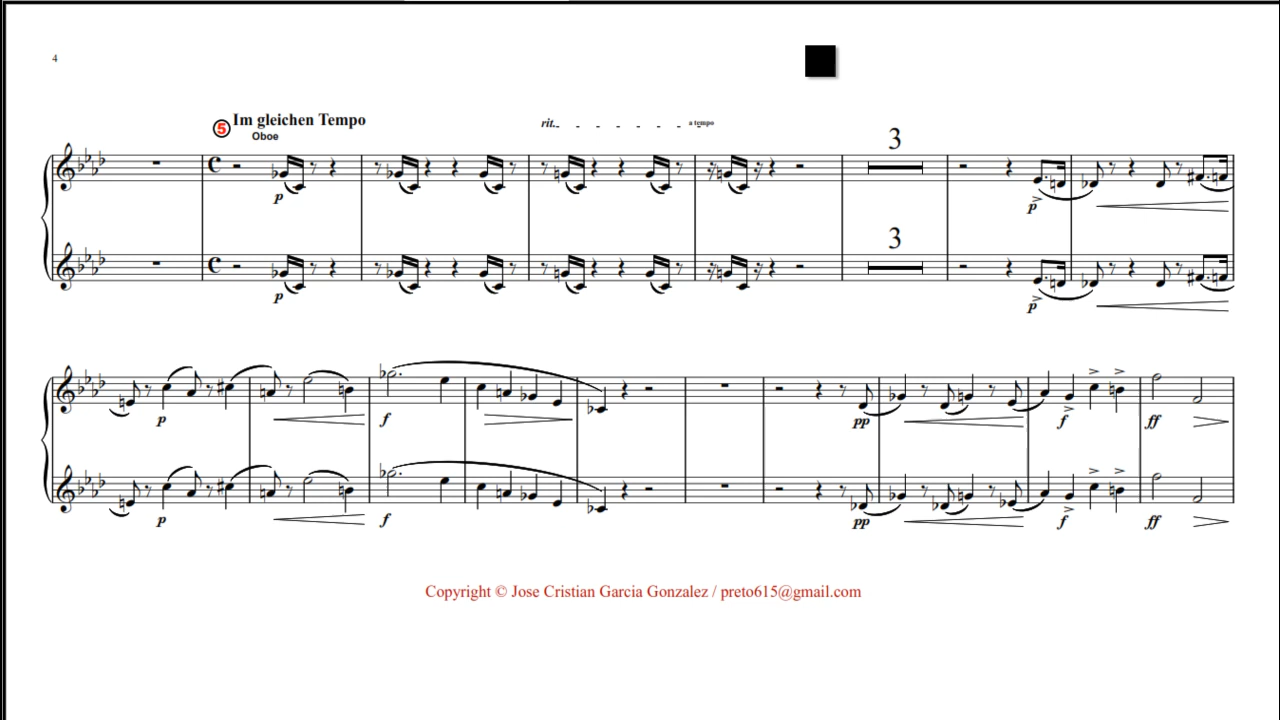 4
5 Im gleichen Tempo
Oboe
rit. a tempo
3
p
p
3
p
p
p f pp f ff
p f pp f ff
Copyright © Jose Cristian Garcia Gonzalez / preto615@gmail.com